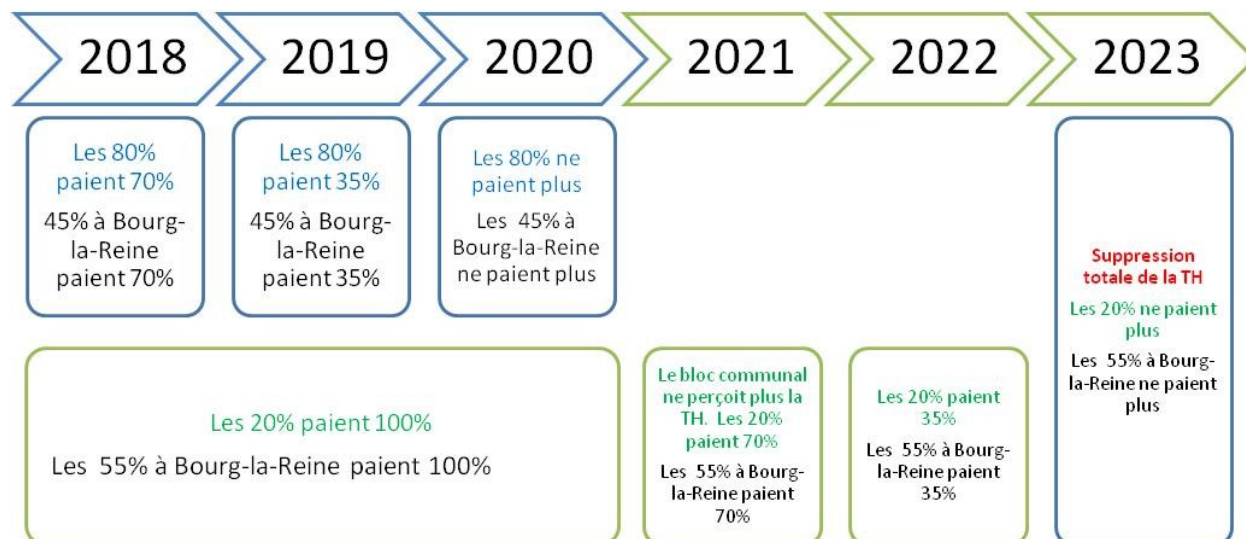 2018
2019
2020
2021
2022
2023
Les 80%
paient 70%
45% à Bourg-
la-Reine
paient 70%
Les 80%
paient 35%
45% à Bourg-
la-Reine
paient 35%
Les 80% ne
paient plus
Les 45% à
Bourg-la-Reine
ne paient plus
Suppression
totale de la TH
Les 20% ne paient
plus
Les 55% à Bourg-
la-Reine ne paient
plus
Les 20% paient 100%
Les 55% à Bourg-la-Reine paient 100%
Le bloc communal
ne perçoit plus la
TH. Les 20%
paient 70%
Les 55% à Bourg-
la-Reine paient
70%
Les 20% paient
35%
Les 55% à Bourg-
la-Reine paient
35%